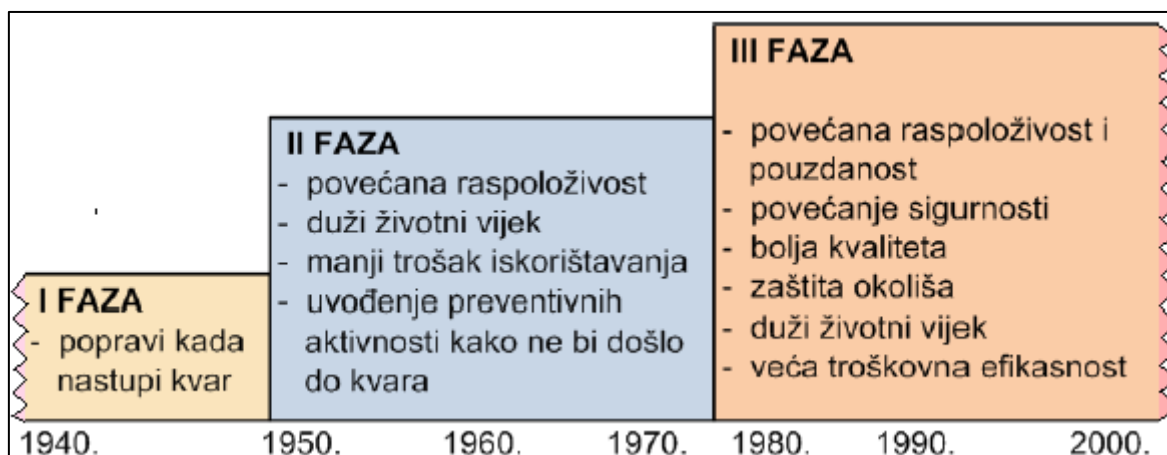 I FAZA
- popravi kada
nastupi kvar
II FAZA
- povećana raspoloživost
- duži životni vijek
- manji trošak iskorištavanja
- uvođenje preventivnih
aktivnosti kako ne bi došlo
do kvara
III FAZA
- povećana raspoloživost i
pouzdanost
- povećanje sigurnosti
- bolja kvaliteta
- zaštita okoliša
- duži životni vijek
- veća troškovna efikasnost
1940. 1950. 1960. 1970. 1980. 1990. 2000.